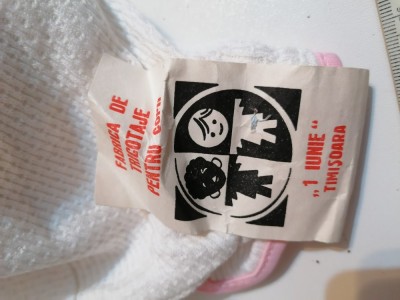 FABRICA DE
TRICOTAJE
PENTRU COPII
„1 IUNIE“
TIMIȘOARA